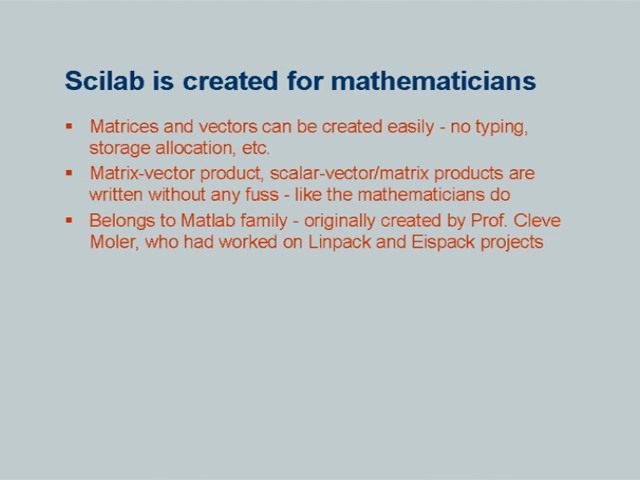 Scilab is created for mathematicians
▪ Matrices and vectors can be created easily - no typing,
storage allocation, etc.
▪ Matrix-vector product, scalar-vector/matrix products are
written without any fuss - like the mathematicians do
▪ Belongs to Matlab family - originally created by Prof. Cleve
Moler, who had worked on Linpack and Eispack projects